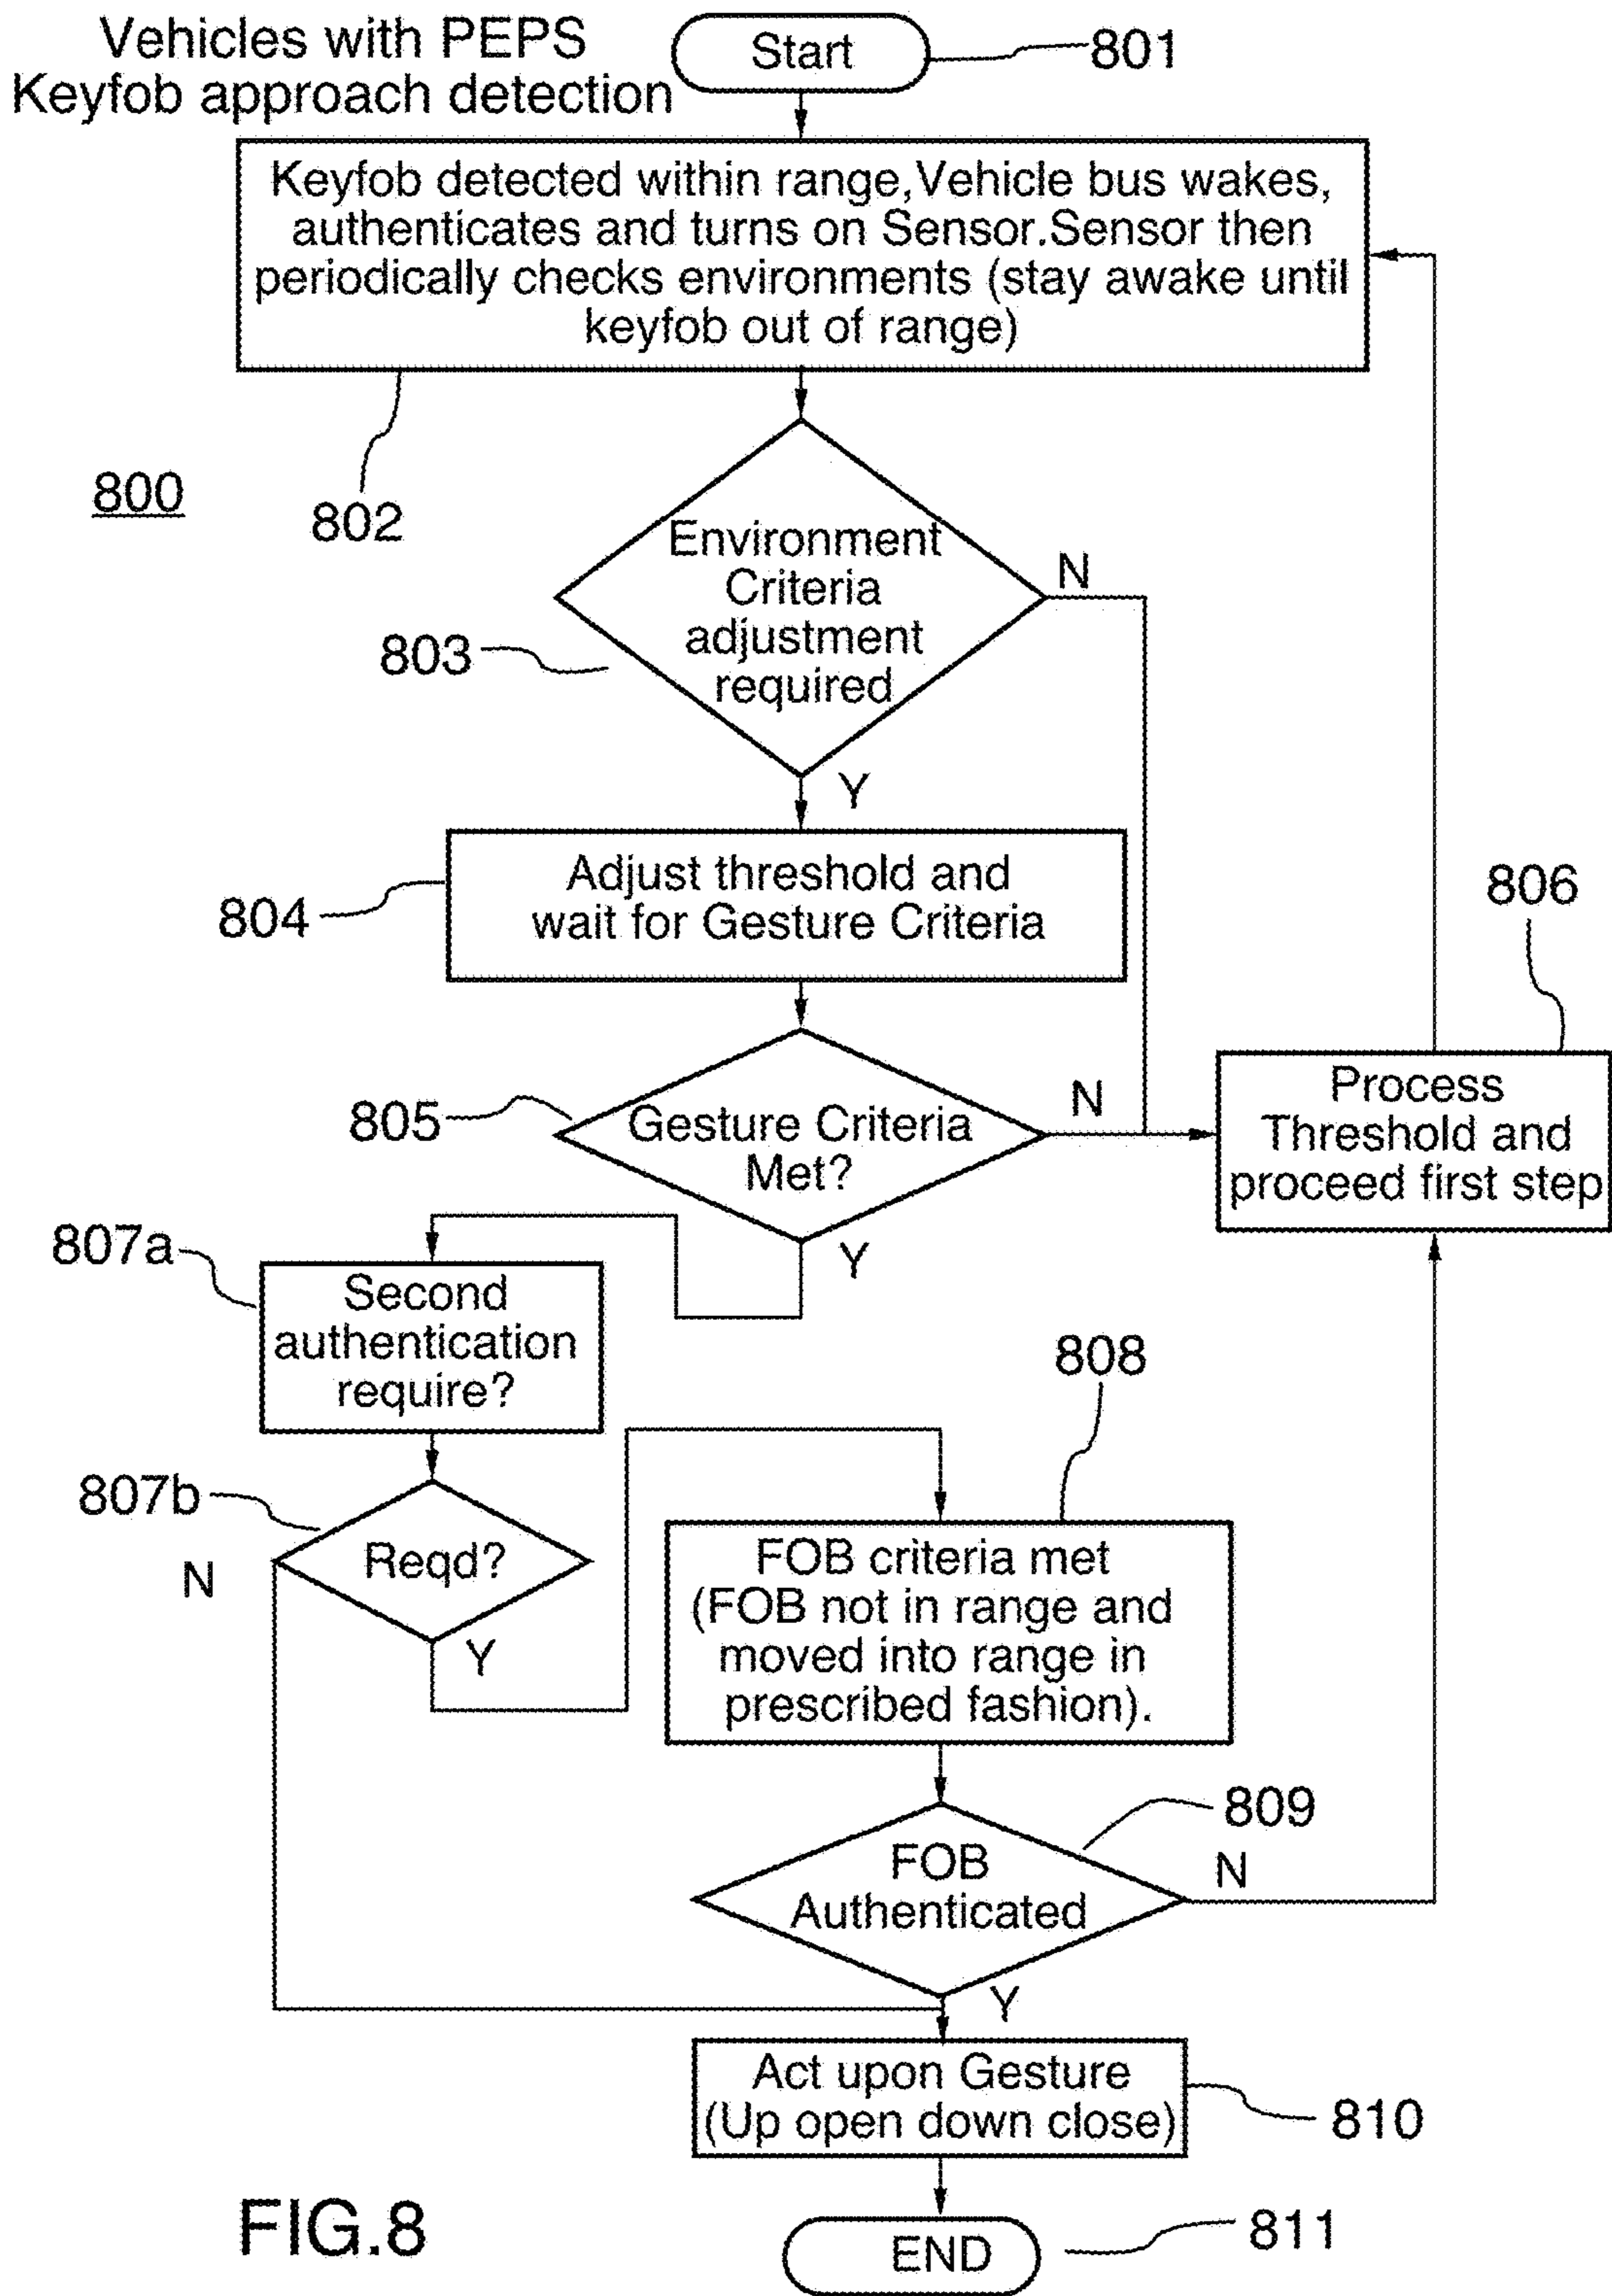 Vehicles with PEPS
Keyfob approach detection
Start
801
Keyfob detected within range,Vehicle bus wakes,
authenticates and turns on Sensor.Sensor then
periodically checks environments (stay awake until
keyfob out of range)
800
802
Environment
Criteria
adjustment
required
N
803
Y
Adjust threshold and
wait for Gesture Criteria
804
806
Process
Threshold and
proceed first step
805
Gesture Criteria
Met?
N
Y
807a
Second
authentication
require?
808
807b
Reqd?
N
Y
FOB criteria met
(FOB not in range and
moved into range in
prescribed fashion).
809
FOB
Authenticated
N
Y
Act upon Gesture
(Up open down close)
810
END
811
FIG.8